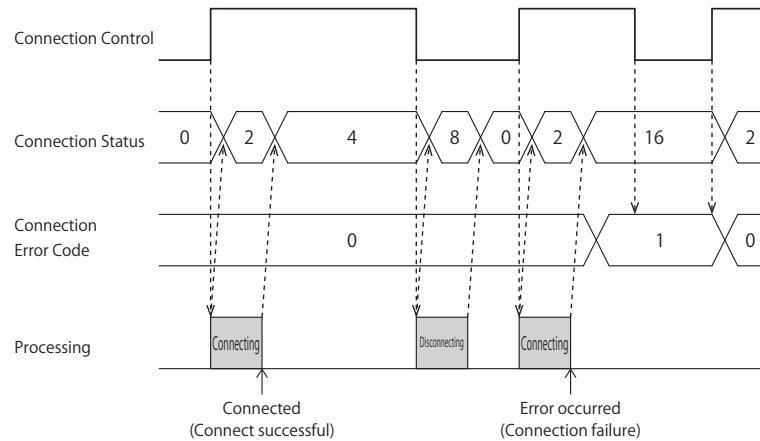 Connection Control
Connection Status
0 2 4 8 0 2 16 2
Connection
Error Code
0 1 0
Processing
Connecting
Disconnecting
Connecting
Connected
(Connect successful)
Error occurred
(Connection failure)